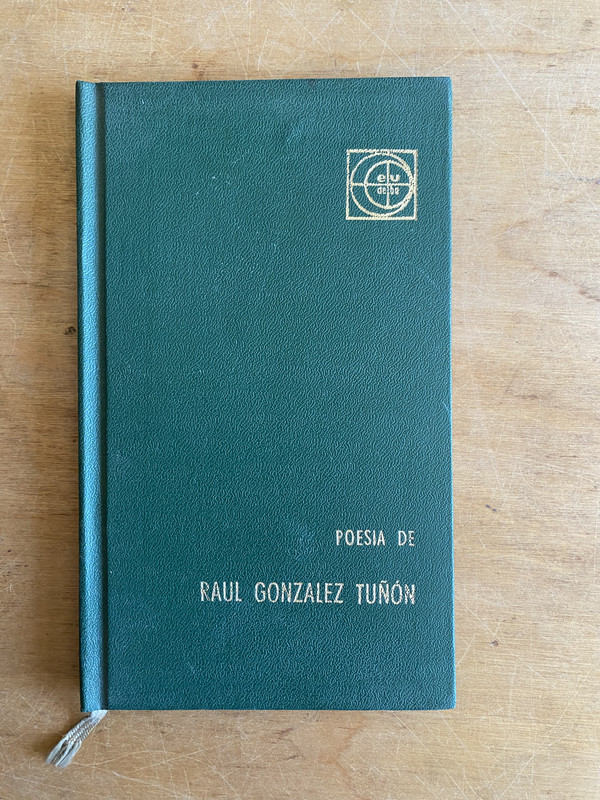 eu
deba
POESIA DE
RAUL GONZALEZ TUÑÓN